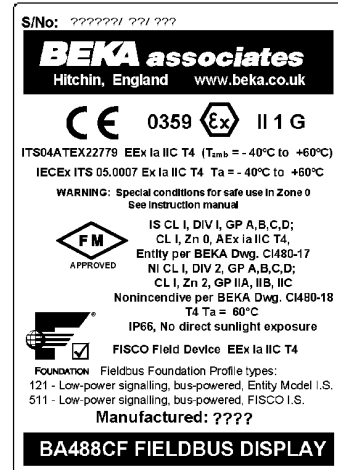 S/No: ??????/ ??/ ???
BEKA associates
Hitchin, England www.beka.co.uk
CE 0359 Ex II 1 G
ITS04ATEX22779 EEx ia IIC T4 (Tamb = - 40°C to +60°C)
IECEx ITS 05.0007 Ex ia IIC T4 Ta = - 40°C to +60°C
WARNING: Special conditions for safe use in Zone 0
See instruction manual
FM
APPROVED
IS CL I, DIV I, GP A,B,C,D;
CL I, Zn 0, AEx ia IIC T4,
Entity per BEKA Dwg. CI480-17
NI CL I, DIV 2, GP A,B,C,D;
CL I, Zn 2, GP IIA, IIB, IIC
Nonincendive per BEKA Dwg. CI480-18
T4 Ta = 60°C
IP66, No direct sunlight exposure
FISCO Field Device EEx ia IIC T4
FOUNDATION Fieldbus Foundation Profile types:
121 - Low-power signalling, bus-powered, Entity Model I.S.
511 - Low-power signalling, bus-powered, FISCO I.S.
Manufactured: ????
BA488CF FIELDBUS DISPLAY